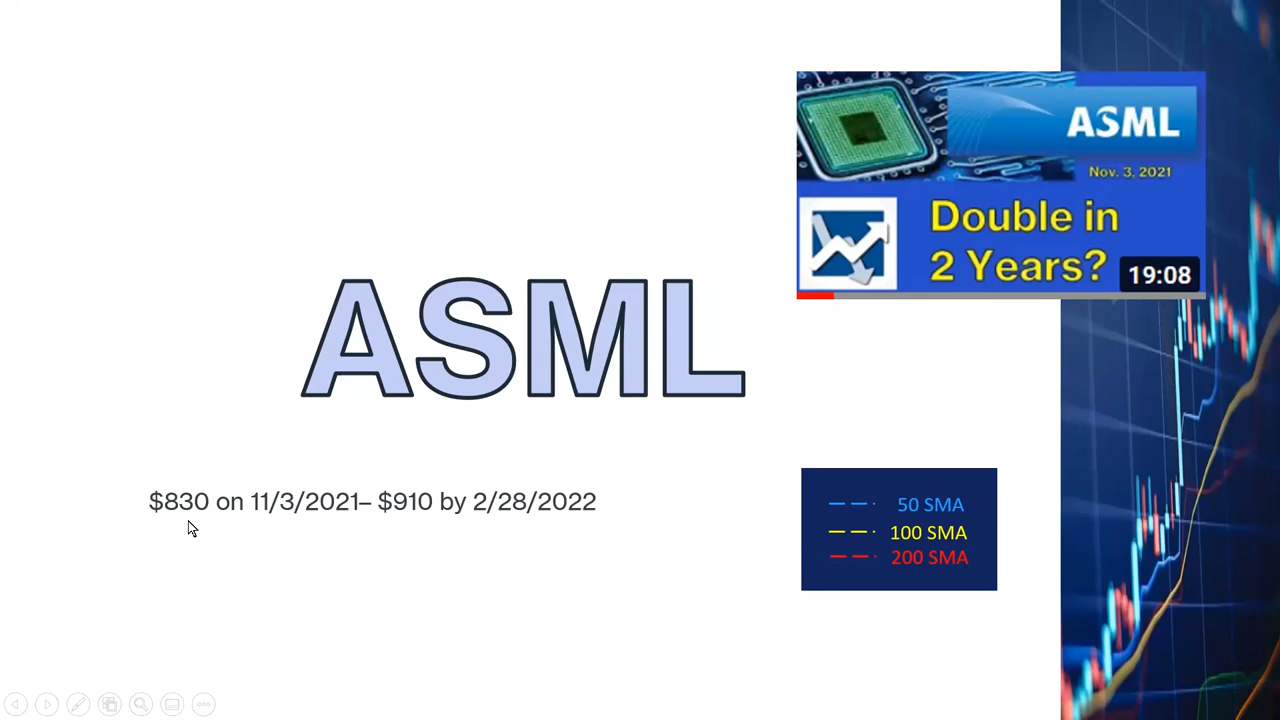 ASML
Nov. 3, 2021
Double in
2 Years?
19:08
ASML
$830 on 11/3/2021– $910 by 2/28/2022
50 SMA
100 SMA
200 SMA